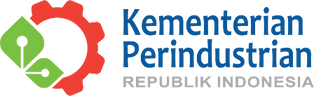 Kementerian
Perindustrian
REPUBLIK INDONESIA